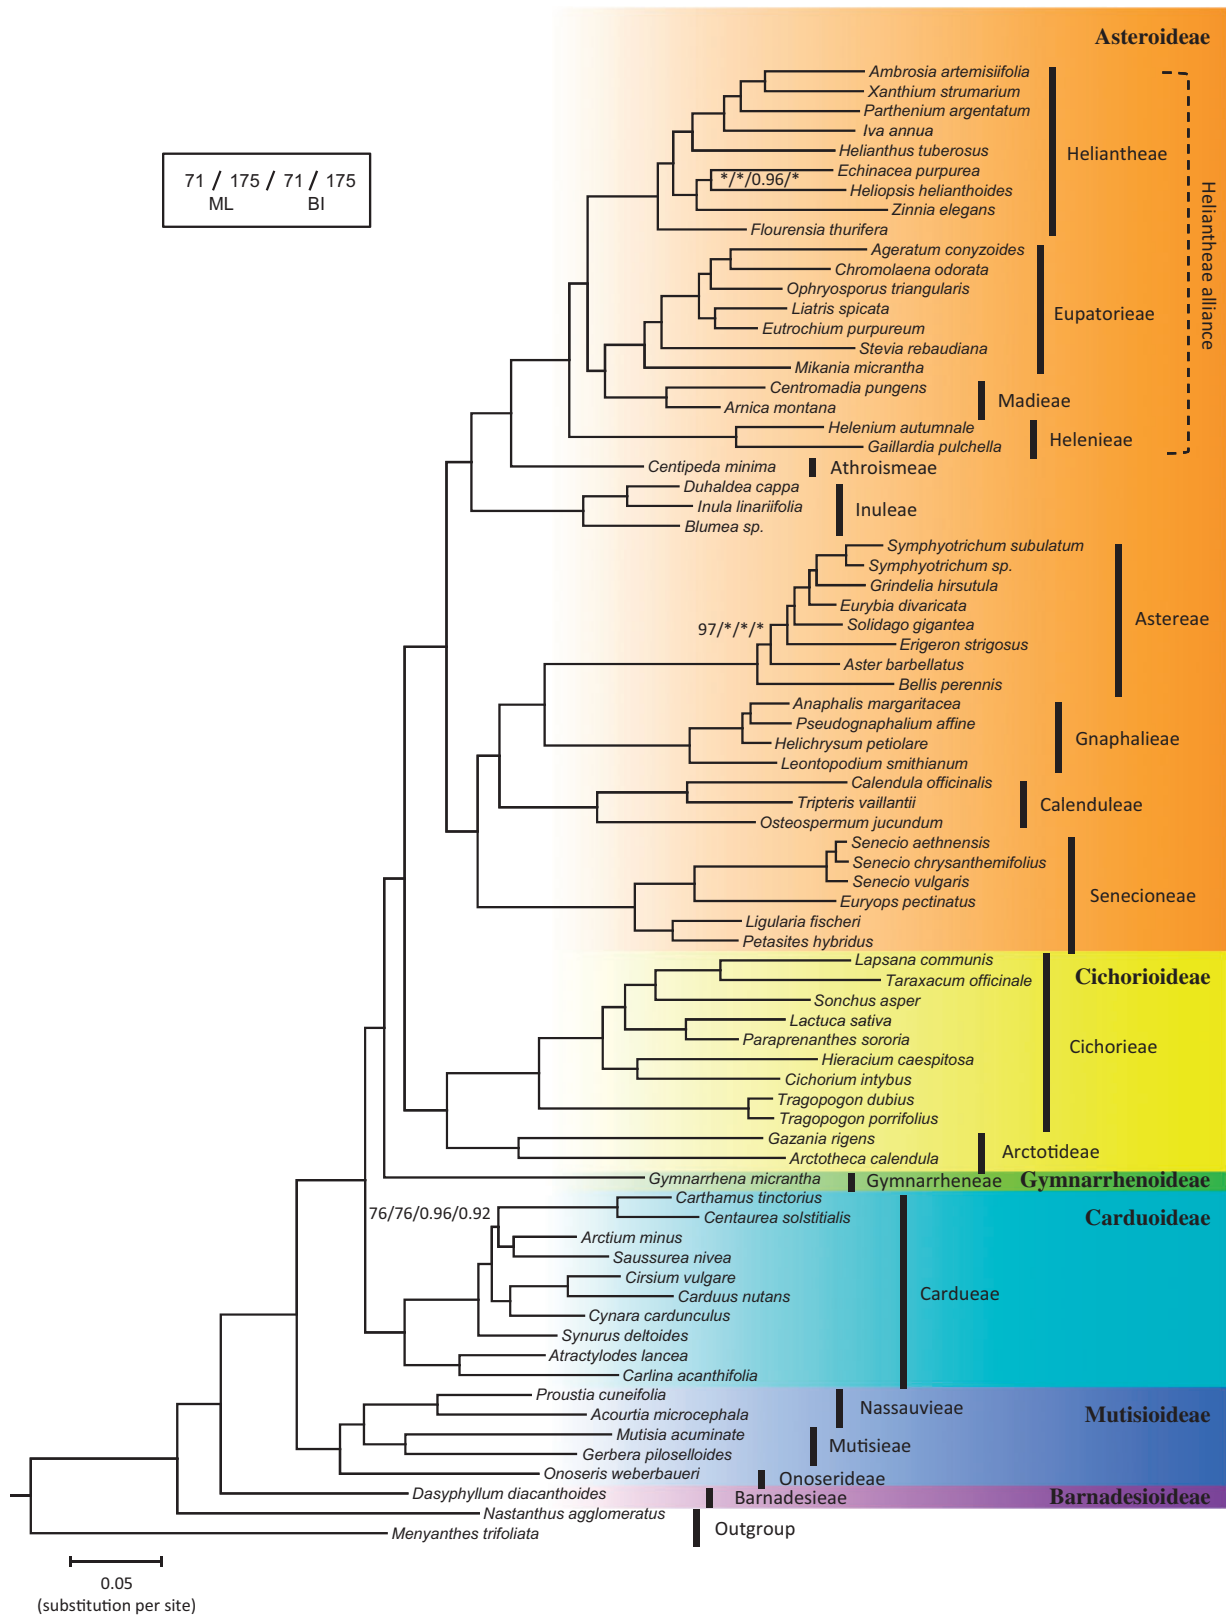 Asteroideae
71 / 175 / 71 / 175
ML BI
Ambrosia artemisiifolia
Xanthium strumarium
Parthenium argentatum
Iva annua
Helianthus tuberosus
Heliantheae
Echinacea purpurea
*/*/0.96/*
Heliopsis helianthoides
Zinnia elegans
Flourensia thurifera
Heliantheae alliance
Ageratum conyzoides
Chromolaena odorata
Ophryosporus triangularis
Liatris spicata
Eupatorieae
Eutrochium purpureum
Stevia rebaudiana
Mikania micrantha
Centromadia pungens
Madieae
Arnica montana
Helenium autumnale
Helenieae
Gaillardia pulchella
Centipeda minima
Athroismeae
Duhaldea cappa
Inula linariifolia
Inuleae
Blumea sp.
Symphyotrichum subulatum
Symphyotrichum sp.
Grindelia hirsutula
Eurybia divaricata
Astereae
Solidago gigantea
97/*/*/*
Erigeron strigosus
Aster barbellatus
Bellis perennis
Anaphalis margaritacea
Pseudognaphalium affine
Gnaphalieae
Helichrysum petiolare
Leontopodium smithianum
Calendula officinalis
Tripteris vaillantii
Calenduleae
Osteospermum jucundum
Senecio aethnensis
Senecio chrysanthemifolius
Senecio vulgaris
Senecioneae
Euryops pectinatus
Ligularia fischeri
Petasites hybridus
Lapsana communis
Cichorioideae
Taraxacum officinale
Sonchus asper
Lactuca sativa
Paraprenanthes sororia
Cichorieae
Hieracium caespitosa
Cichorium intybus
Tragopogon dubius
Tragopogon porrifolius
Gazania rigens
Arctotideae
Arctotheca calendula
Gymnarrhena micrantha
Gymnarrheneae
Gymnarrhenoideae
Carthamus tinctorius
76/76/0.96/0.92
Centaurea solstitialis
Carduoideae
Arctium minus
Saussurea nivea
Cirsium vulgare
Cardueae
Carduus nutans
Cynara cardunculus
Synurus deltoides
Atractylodes lancea
Carlina acanthifolia
Proustia cuneifolia
Nassauvieae
Acourtia microcephala
Mutisioideae
Mutisia acuminate
Mutisieae
Gerbera piloselloides
Onoseris weberbaueri
Onoserideae
Dasyphyllum diacanthoides
Barnadesieae
Barnadesioideae
Nastanthus agglomeratus
Outgroup
Menyanthes trifoliata
0.05
(substitution per site)